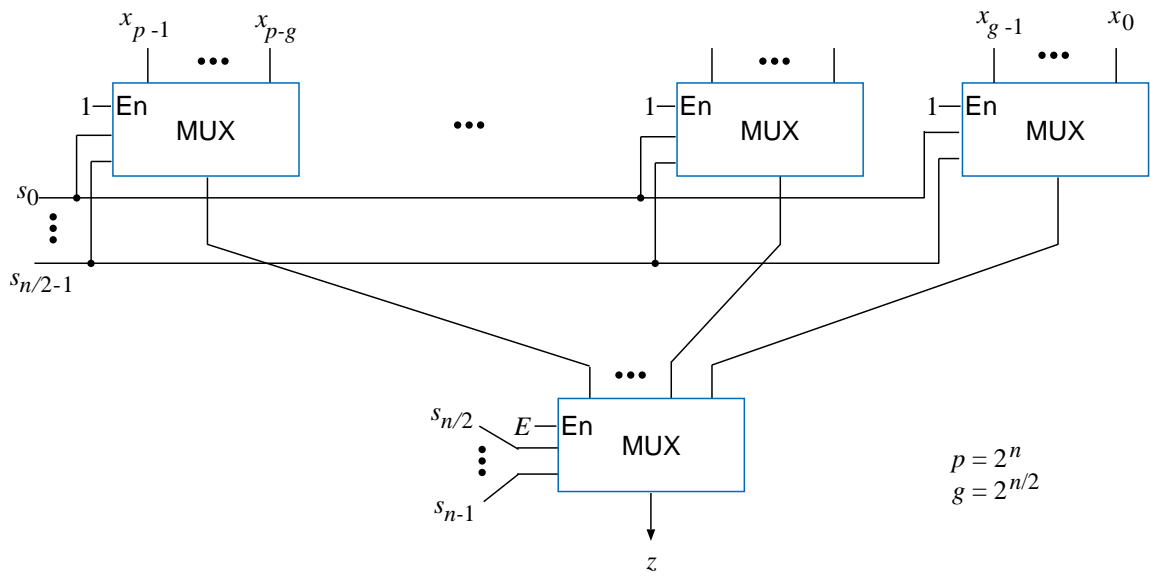 x_{p-1} ••• x_{p-g} ••• ••• x_{g-1} ••• x_0
1 En MUX 1 En MUX 1 En MUX
s_0
s_{n/2-1}
•••
s_{n/2} E En MUX
s_{n-1}
p = 2^n
g = 2^{n/2}
z